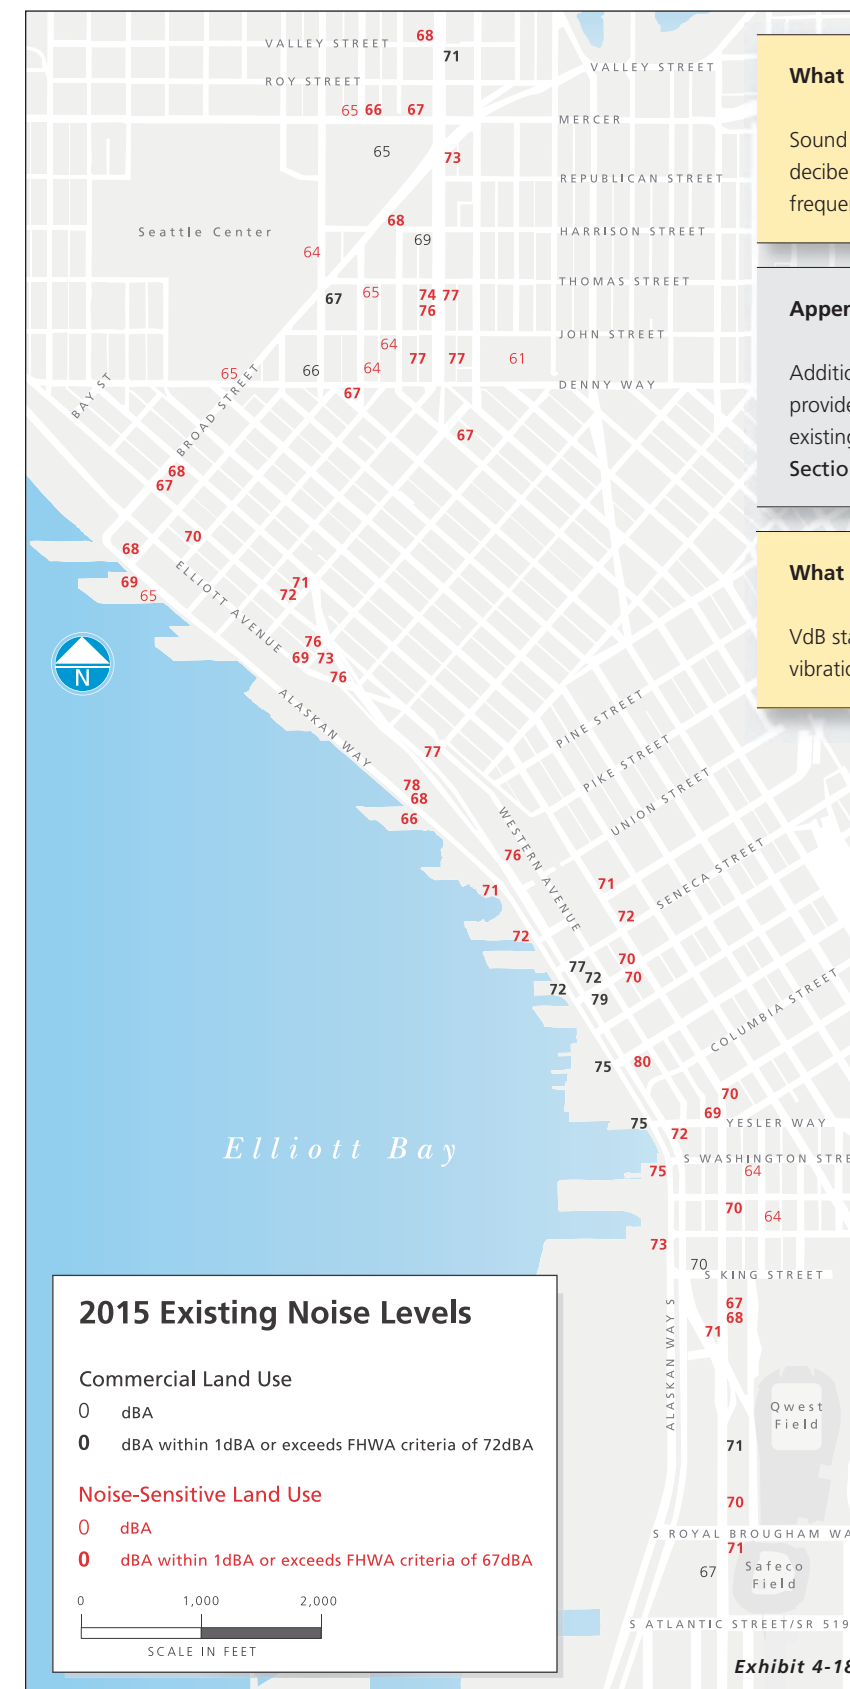 VALLEY STREET
68
71
VALLEY STREET
ROY STREET
65 66 67
MERCER
65
73
REPUBLICAN STREET
68
Seattle Center
69
HARRISON STREET
64
THOMAS STREET
67
65
74 77
76
JOHN STREET
64
77 77 61
65
66
64
DENNY WAY
67
BAY ST
BROAD STREET
67
68
67
70
68
ELLIOTT AVENUE
69
65
71
72
76
69 73
76
N
ALASKAN WAY
PINE STREET
77
PIKE STREET
78
68
66
UNION STREET
WESTERN AVENUE
76
71
71
SENECA STREET
72
72
70
77
72
70
72
79
COLUMBIA STREET
75
80
70
69
75
72
YESLER WAY
Elliott Bay
S WASHINGTON STRE
75
64
70
64
73
70
S KING STREET
67
68
71
ALASKAN WAY S
Qwest
Field
71
70
S ROYAL BROUGHAM WA
71
67
Safeco
Field
S ATLANTIC STREET/SR 519
Exhibit 4-18
2015 Existing Noise Levels
Commercial Land Use
0 dBA
0 dBA within 1dBA or exceeds FHWA criteria of 72dBA
Noise-Sensitive Land Use
0 dBA
0 dBA within 1dBA or exceeds FHWA criteria of 67dBA
0 1,000 2,000
SCALE IN FEET
What
Sound
decibe
freque
Appen
Additio
provide
existing
Sectio
What
VdB sta
vibratio